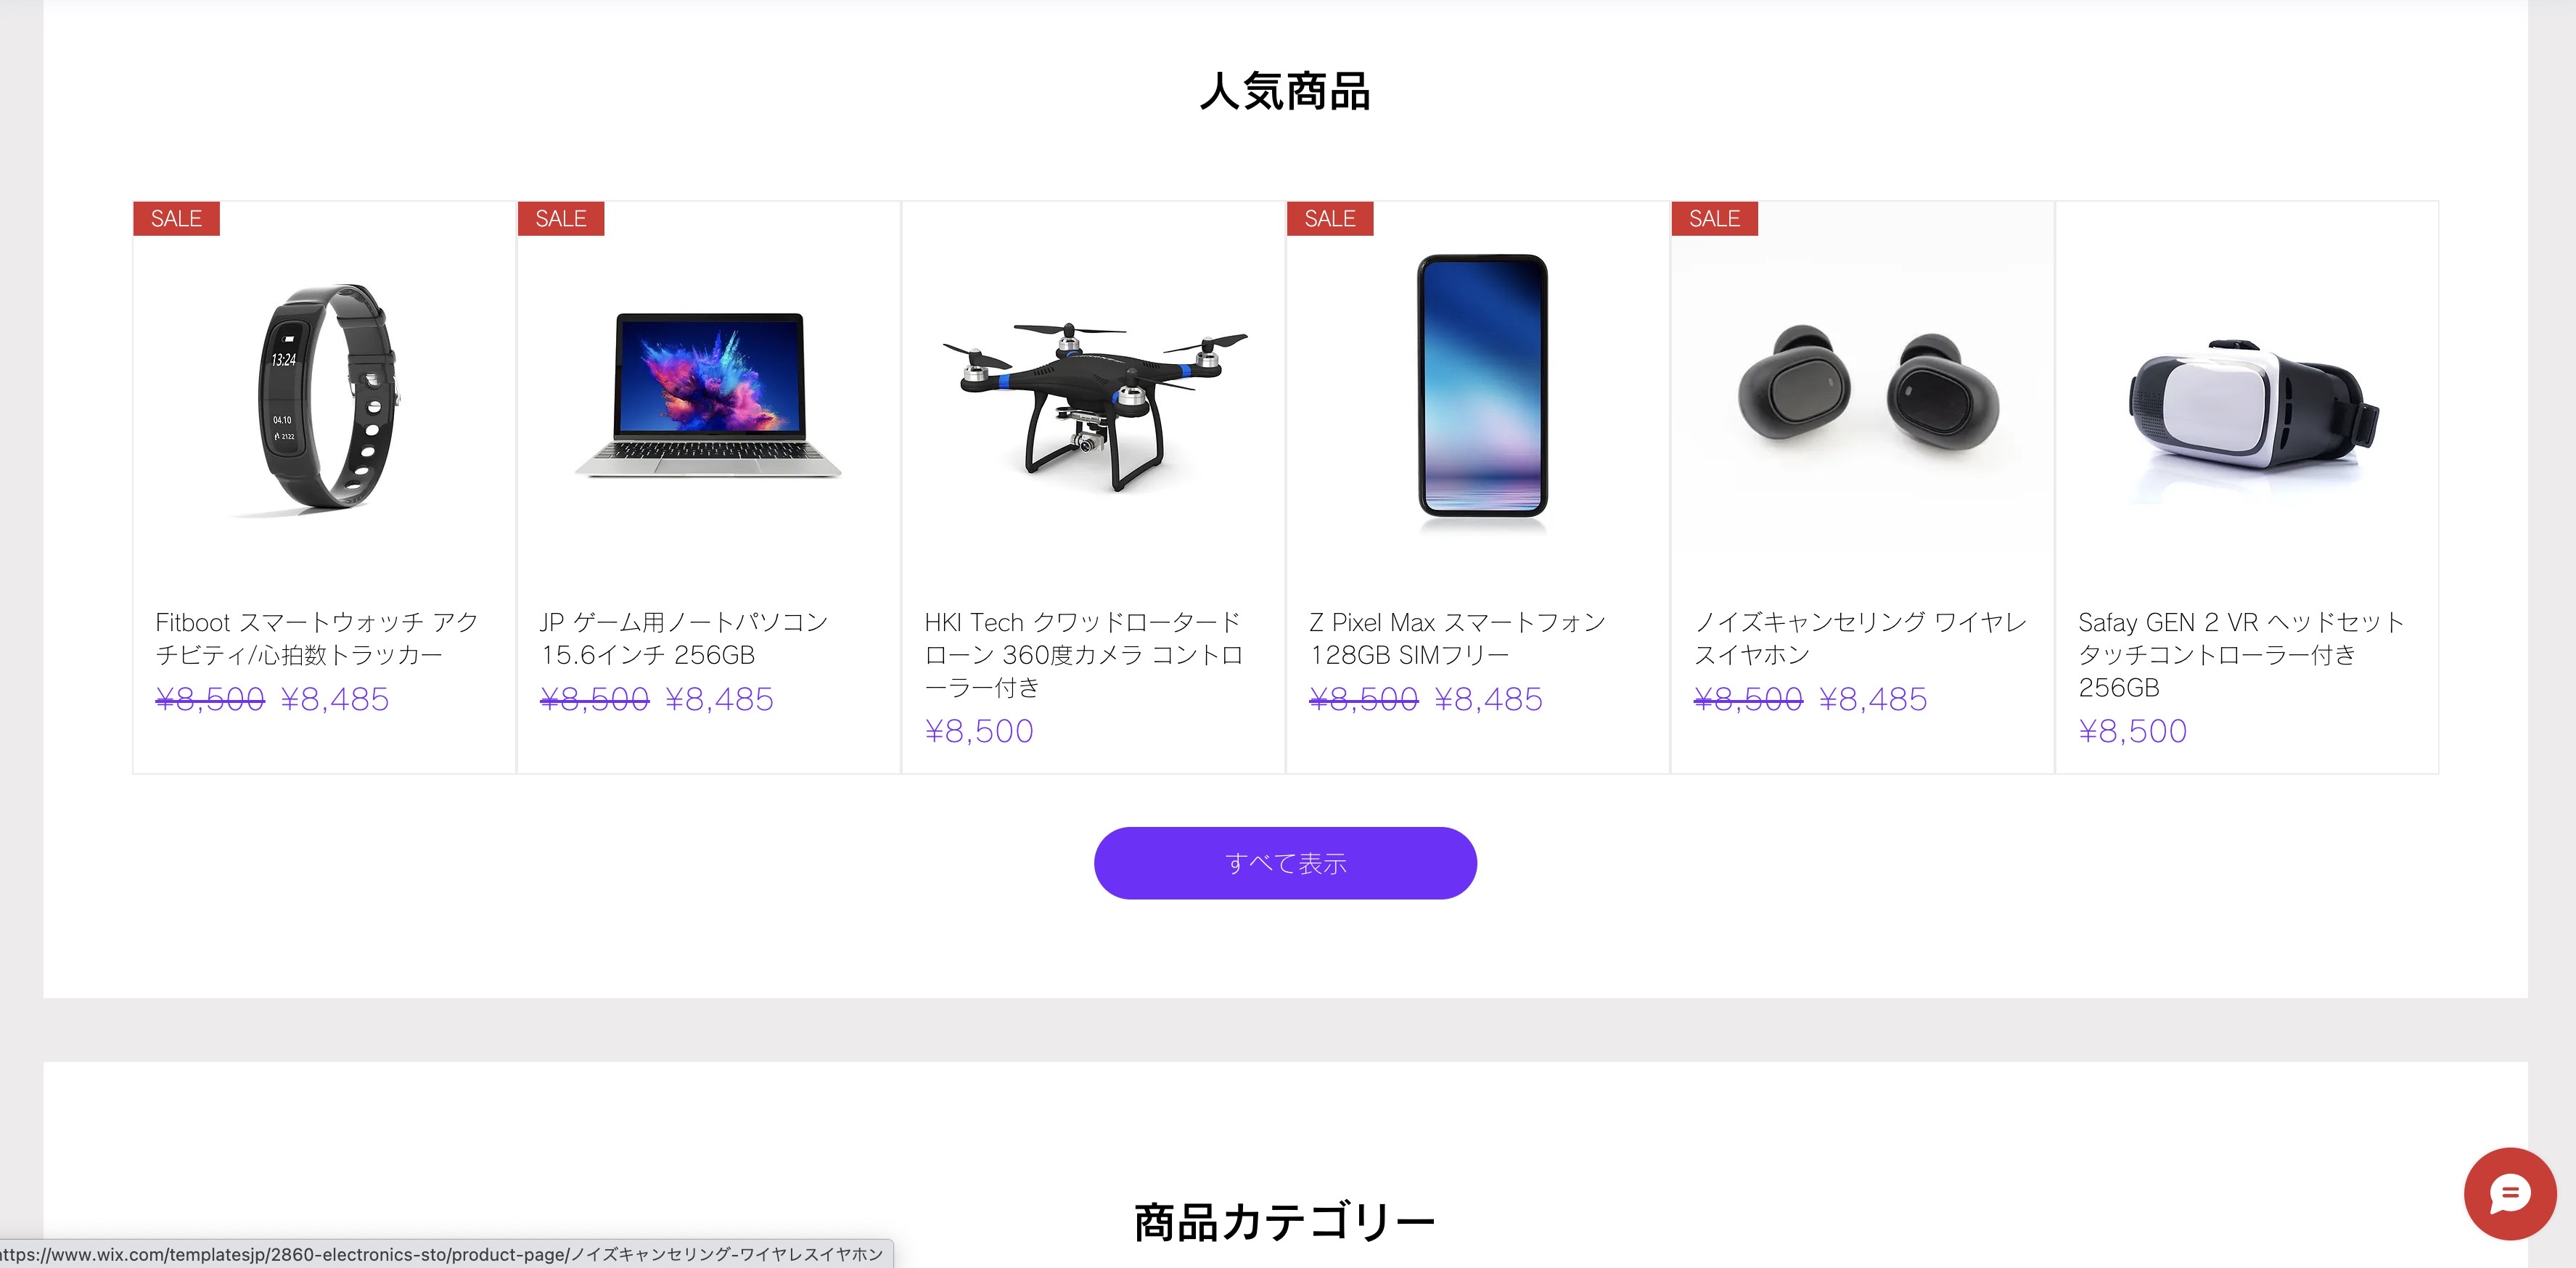 人気商品
SALE
13:24
04.10
2122
Fitboot スマートウォッチ アク
チビティ/心拍数トラッカー
¥8,500 ¥8,485
SALE
JP ゲーム用ノートパソコン
15.6インチ 256GB
¥8,500 ¥8,485
HKI Tech クワッドロータード
ローン 360度カメラ コントロ
ーラー付き
¥8,500
SALE
Z Pixel Max スマートフォン
128GB SIMフリー
¥8,500 ¥8,485
SALE
ノイズキャンセリング ワイヤレ
スイヤホン
¥8,500 ¥8,485
Safay GEN 2 VR ヘッドセット
タッチコントローラー付き
256GB
¥8,500
すべて表示
商品カテゴリー
ttps://www.wix.com/templatesjp/2860-electronics-sto/product-page/ノイズキャンセリング-ワイヤレスイヤホン